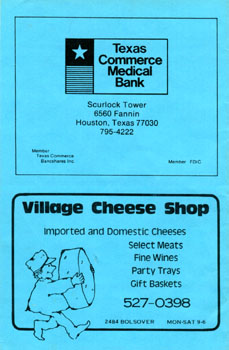 Texas
Commerce
Medical
Bank
Scurlock Tower
6560 Fannin
Houston, Texas 77030
795-4222
Member
Texas Commerce
Bancshares Inc.
Member FDIC
Village Cheese Shop
Imported and Domestic Cheeses
Select Meats
Fine Wines
Party Trays
Gift Baskets
527-0398
2484 BOLSOVER MON-SAT 9-6